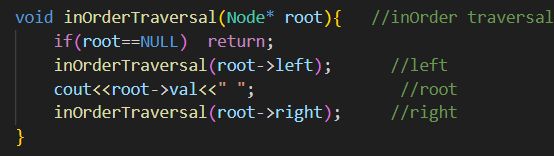 void inOrderTraversal(Node* root){   //inOrder traversal
    if(root==NULL)  return;
    inOrderTraversal(root->left);       //left
    cout<<root->val<<" ";                //root
    inOrderTraversal(root->right);      //right
}